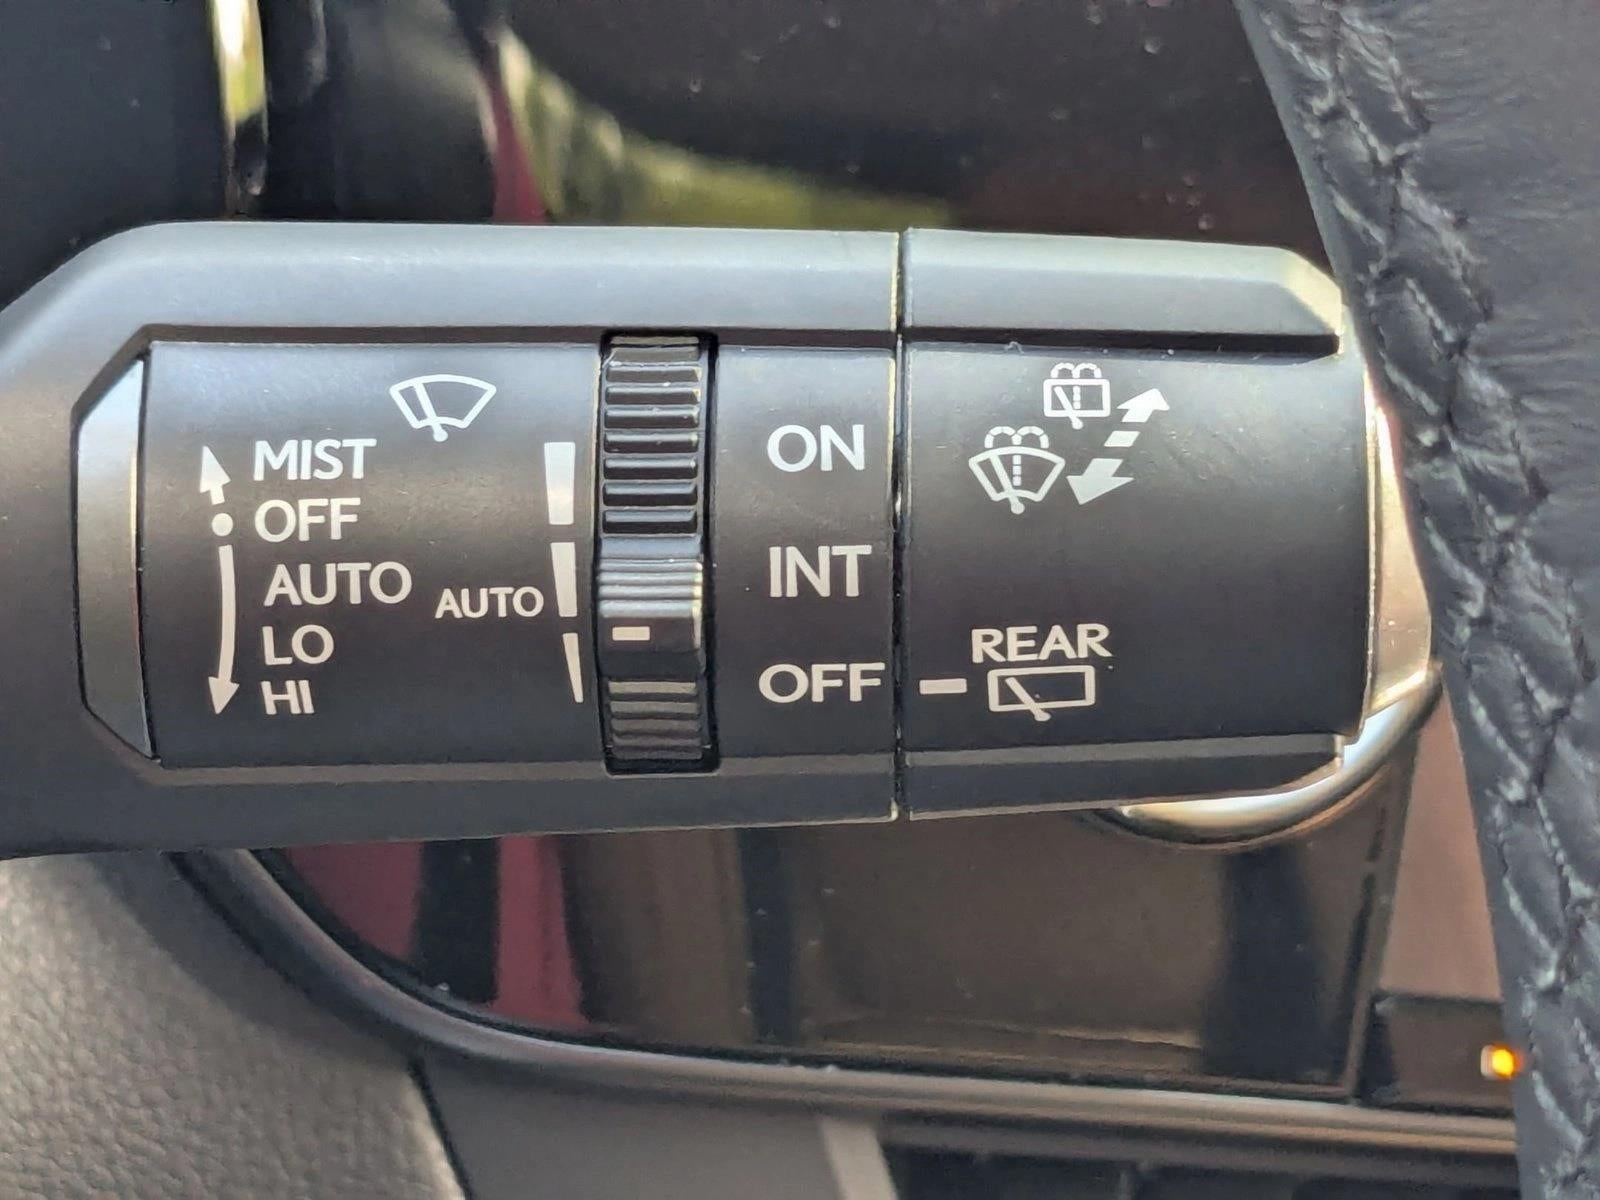 MIST
OFF
AUTO
LO
HI
AUTO
ON
INT
OFF
REAR